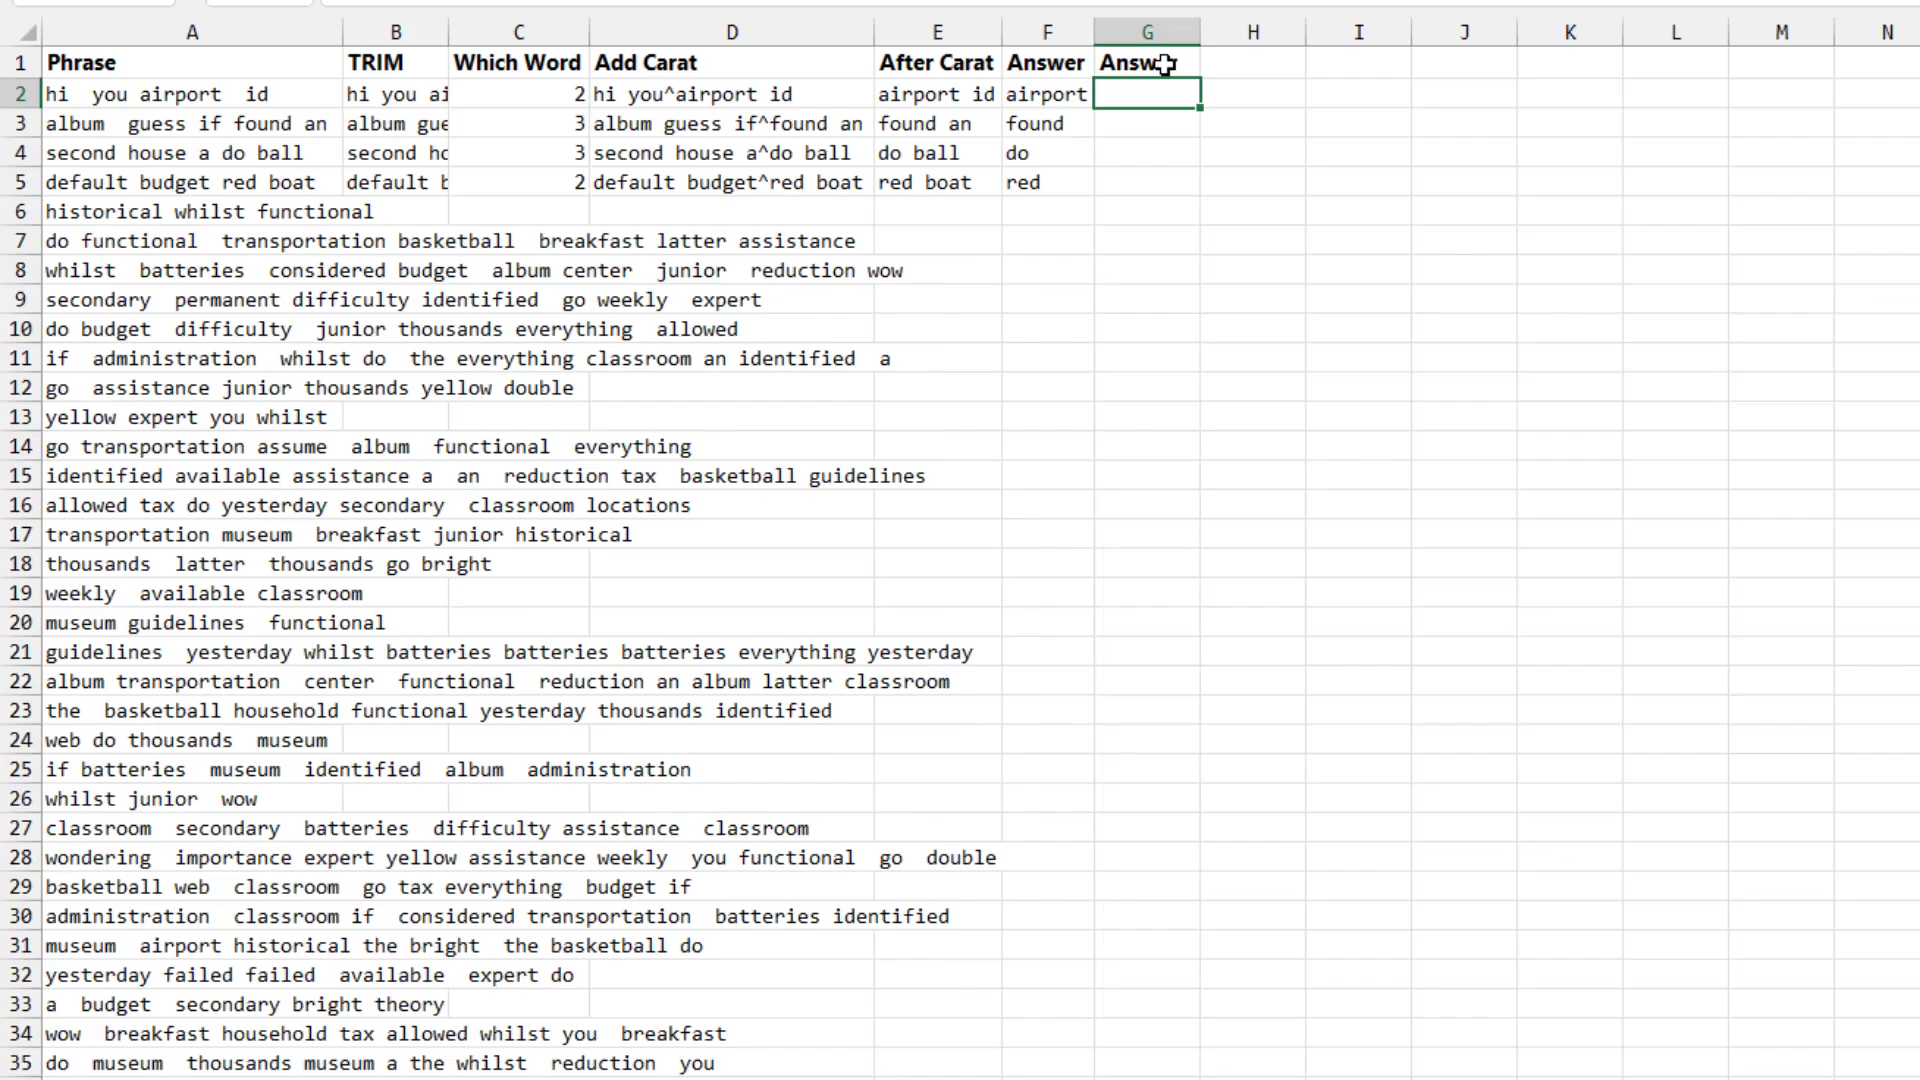 A B C D E F G H I J K L M N
1 Phrase TRIM Which Word Add Carat After Carat Answer Answer
2 hi  you airport  id hi you ai 2 hi you^airport id airport id airport
3 album  guess if found an album gue 3 album guess if^found an found an found
4 second house a do ball second ho 3 second house a^do ball do ball do
5 default budget red boat default b 2 default budget^red boat red boat red
6 historical whilst functional
7 do functional  transportation basketball  breakfast latter assistance
8 whilst  batteries  considered budget  album center  junior  reduction wow
9 secondary  permanent difficulty identified  go weekly  expert
10 do budget  difficulty  junior thousands everything  allowed
11 if  administration  whilst do  the everything classroom an identified  a
12 go  assistance junior thousands yellow double
13 yellow expert you whilst
14 go transportation assume  album  functional  everything
15 identified available assistance a  an  reduction tax  basketball guidelines
16 allowed tax do yesterday secondary  classroom locations
17 transportation museum  breakfast junior historical
18 thousands  latter  thousands go bright
19 weekly  available classroom
20 museum guidelines  functional
21 guidelines  yesterday whilst batteries batteries batteries everything yesterday
22 album transportation  center  functional  reduction an album latter classroom
23 the  basketball household functional yesterday thousands identified
24 web do thousands  museum
25 if batteries  museum  identified  album  administration
26 whilst junior  wow
27 classroom  secondary  batteries  difficulty assistance  classroom
28 wondering  importance expert yellow assistance weekly  you functional  go  double
29 basketball web  classroom  go tax everything  budget if
30 administration  classroom if  considered transportation  batteries identified
31 museum  airport historical the bright  the basketball do
32 yesterday failed failed  available  expert do
33 a  budget  secondary bright theory
34 wow  breakfast household tax allowed whilst you  breakfast
35 do  museum  thousands museum a the whilst  reduction  you